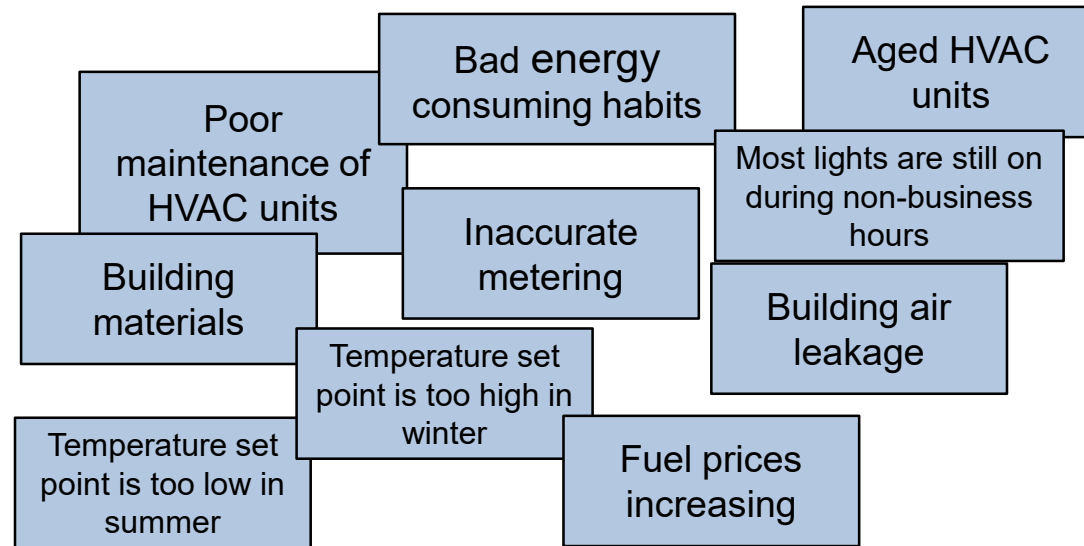 Bad energy
consuming habits
Aged HVAC
units
Poor
maintenance of
HVAC units
Most lights are still on
during non-business
hours
Inaccurate
metering
Building
materials
Building air
leakage
Temperature set
point is too high in
winter
Temperature set
point is too low in
summer
Fuel prices
increasing